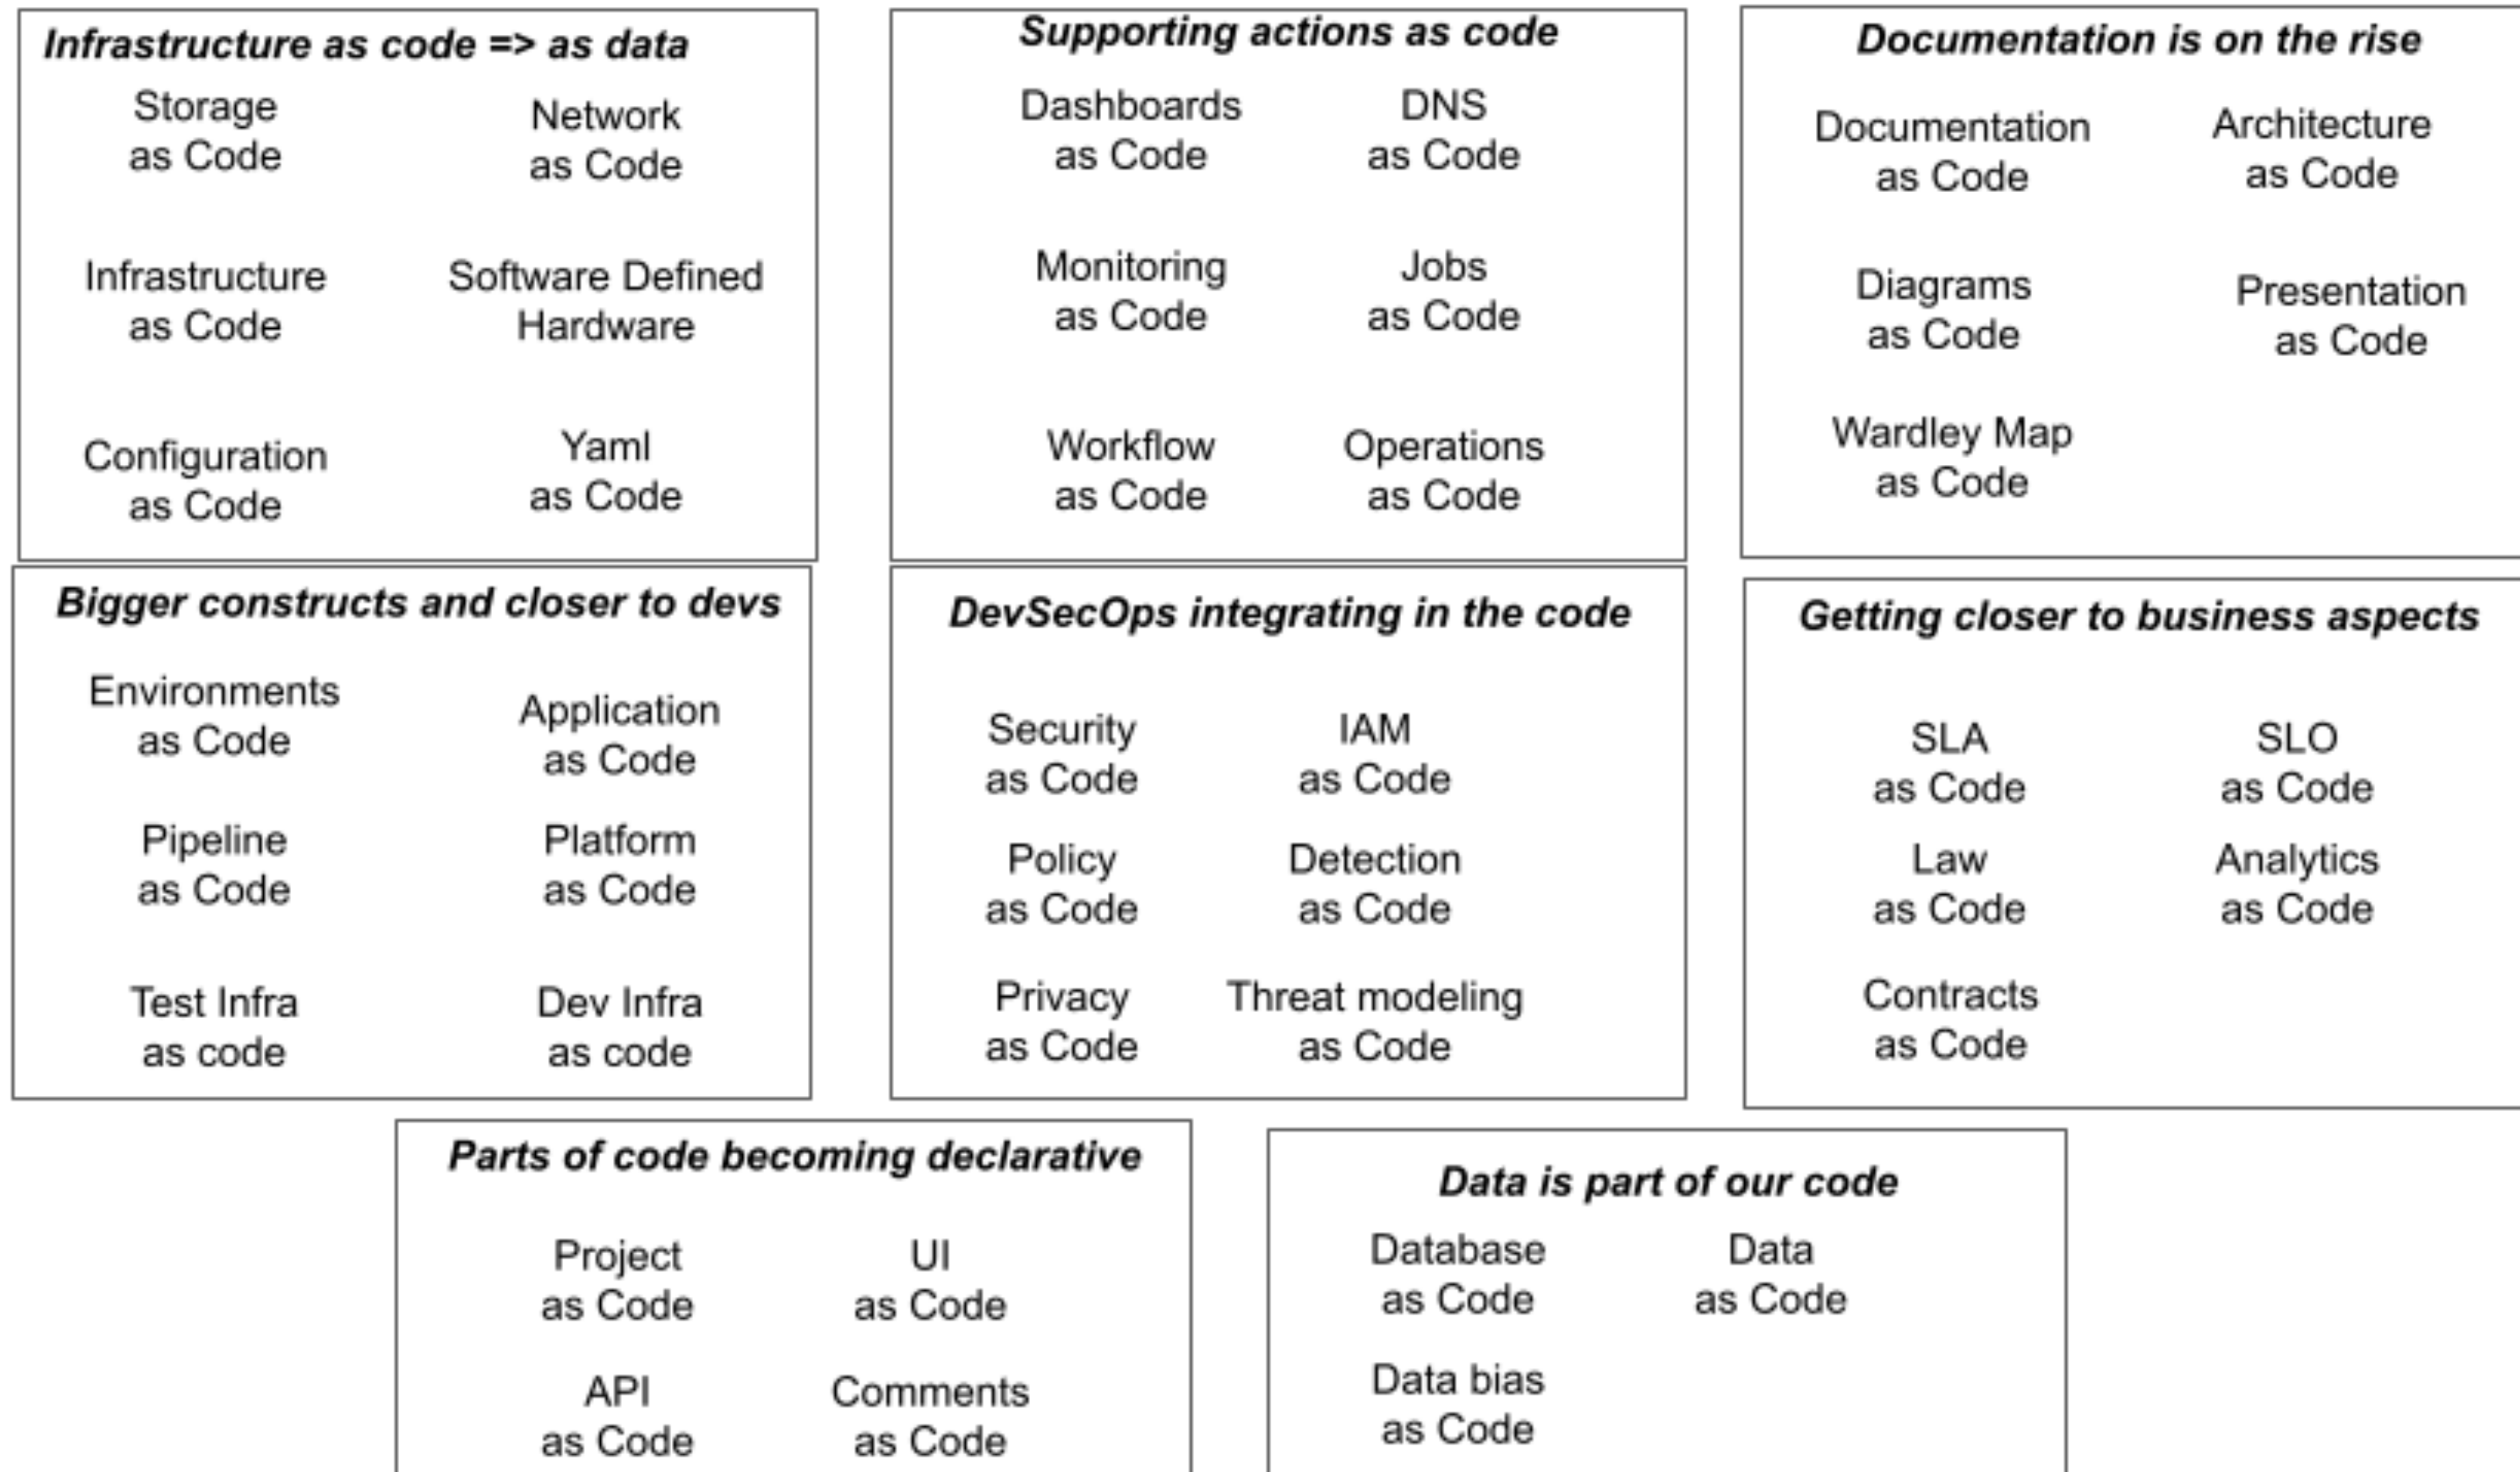 Infrastructure as code => as data
Storage
as Code
Network
as Code
Infrastructure
as Code
Software Defined
Hardware
Configuration
as Code
Yaml
as Code
Supporting actions as code
Dashboards
as Code
DNS
as Code
Monitoring
as Code
Jobs
as Code
Workflow
as Code
Operations
as Code
Documentation is on the rise
Documentation
as Code
Architecture
as Code
Diagrams
as Code
Presentation
as Code
Wardley Map
as Code
Bigger constructs and closer to devs
Environments
as Code
Application
as Code
Pipeline
as Code
Platform
as Code
Test Infra
as code
Dev Infra
as code
DevSecOps integrating in the code
Security
as Code
IAM
as Code
Policy
as Code
Detection
as Code
Privacy
as Code
Threat modeling
as Code
Getting closer to business aspects
SLA
as Code
SLO
as Code
Law
as Code
Analytics
as Code
Contracts
as Code
Parts of code becoming declarative
Project
as Code
UI
as Code
API
as Code
Comments
as Code
Data is part of our code
Database
as Code
Data
as Code
Data bias
as Code